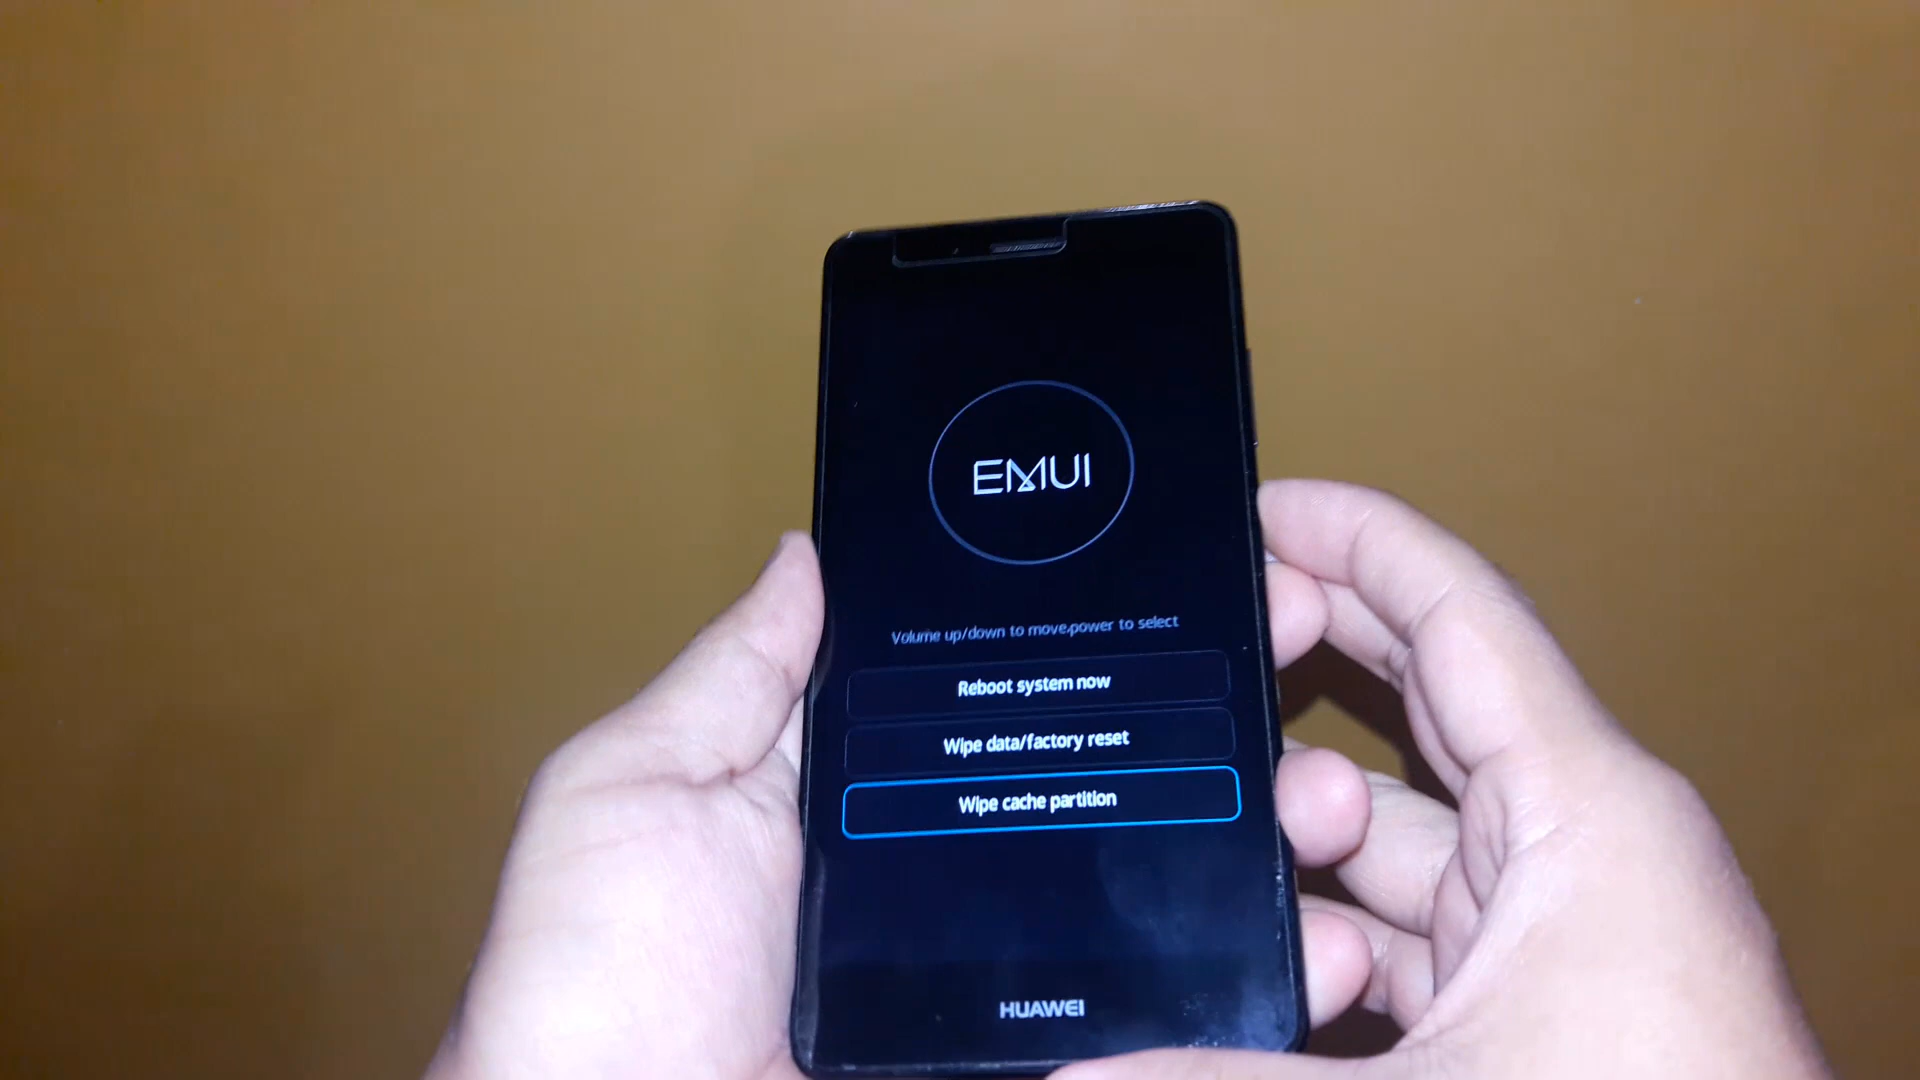 EMUI
Volume up/down to move,power to select
Reboot system now
Wipe data/factory reset
Wipe cache partition
HUAWEI